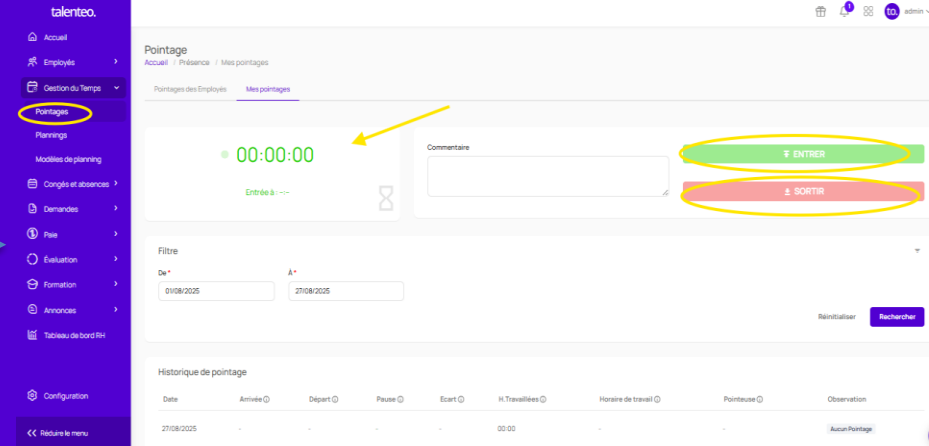 talenteo.
1
to.
admin
Accueil
Employés
Gestion du Temps
Pointages
Plannings
Modèles de planning
Congés et absences
Demandes
Paie
Évaluation
Formation
Annonces
Tableau de bord RH
Configuration
Réduire le menu
Pointage
Accueil / Présence / Mes pointages
Pointages des Employés Mes pointages
00:00:00
Entrée à : -:-
Commentaire
ENTRER
SORTIR
Filtre
De * À *
01/08/2025 27/08/2025
Réinitialiser Rechercher
Historique de pointage
Date Arrivée Départ Pause Ecart H.Travaillées Horaire de travail Pointeuse Observation
27/08/2025 - - - - 00:00 - - Aucun Pointage